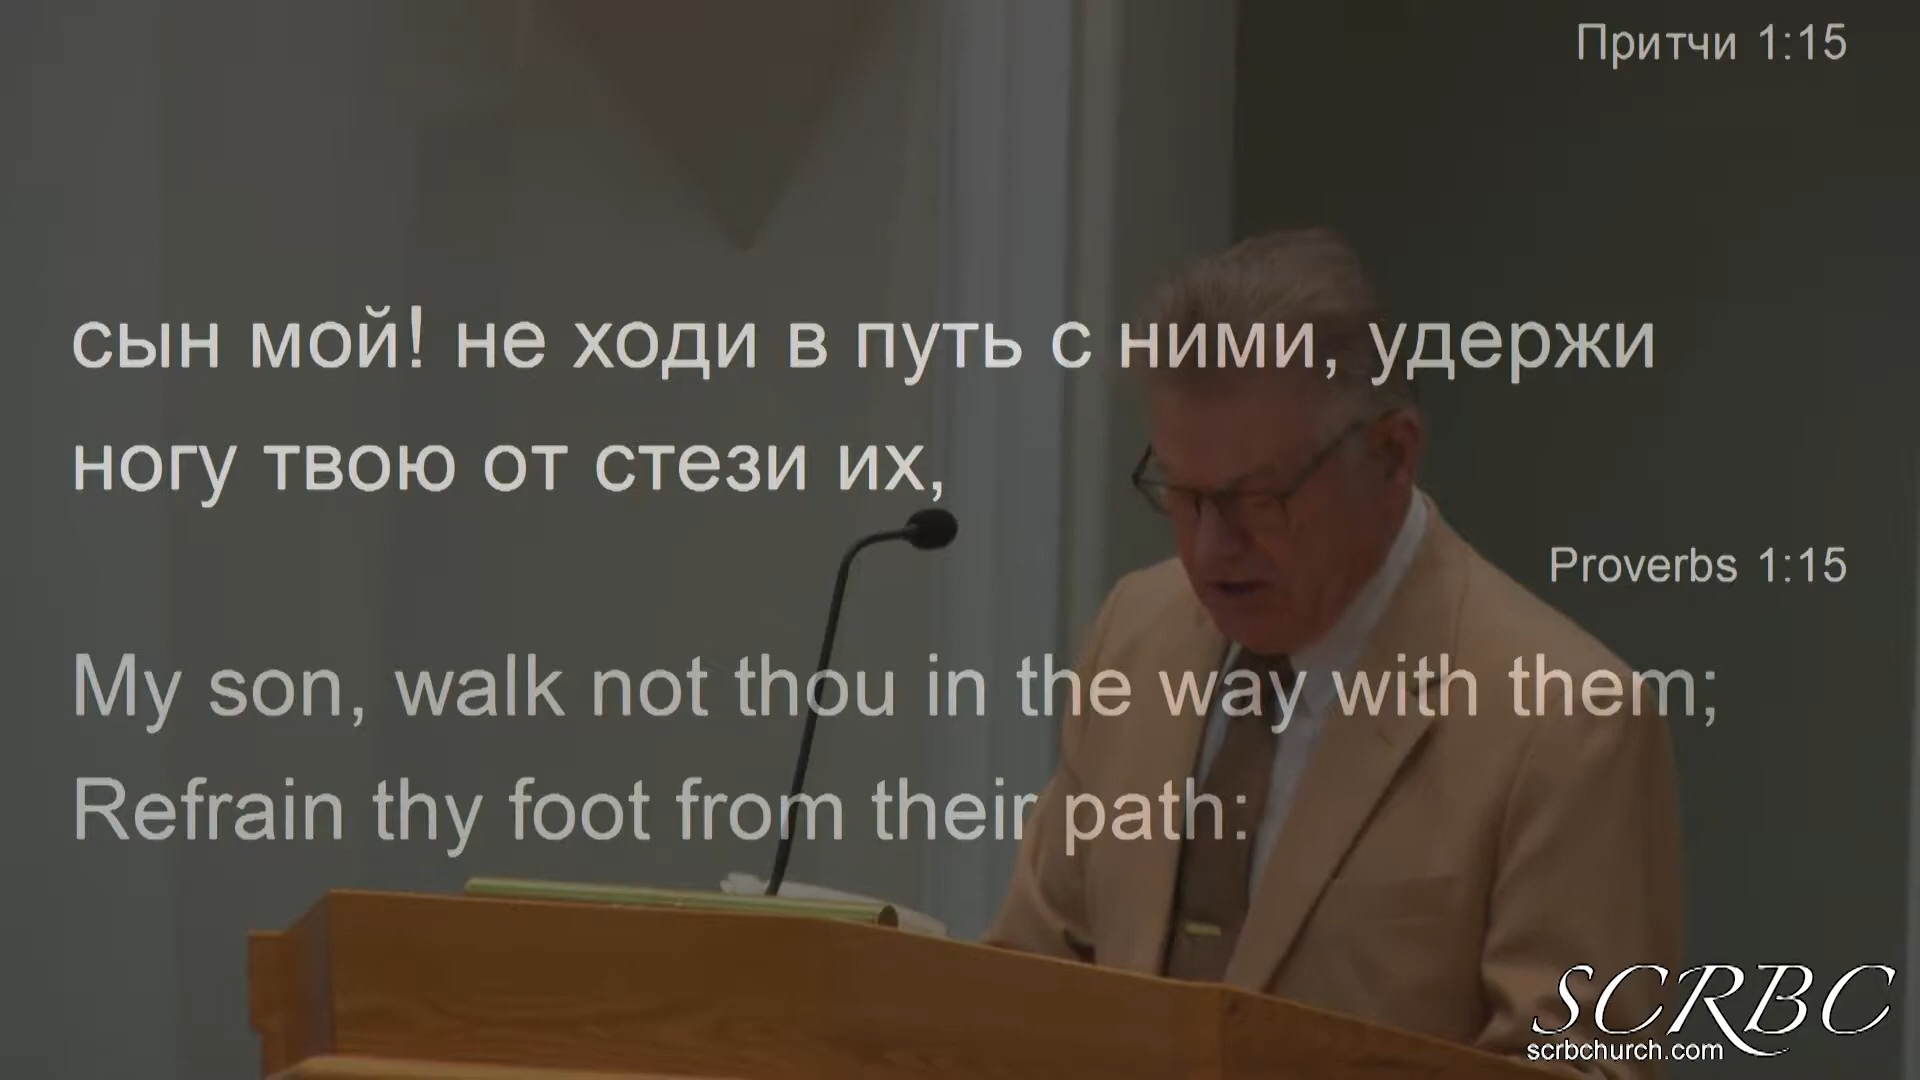 Притчи 1:15
сын мой! не ходи в путь с ними, удержи
ногу твою от стези их,
Proverbs 1:15
My son, walk not thou in the way with them;
Refrain thy foot from their path:
SCRBC
scrbchurch.com